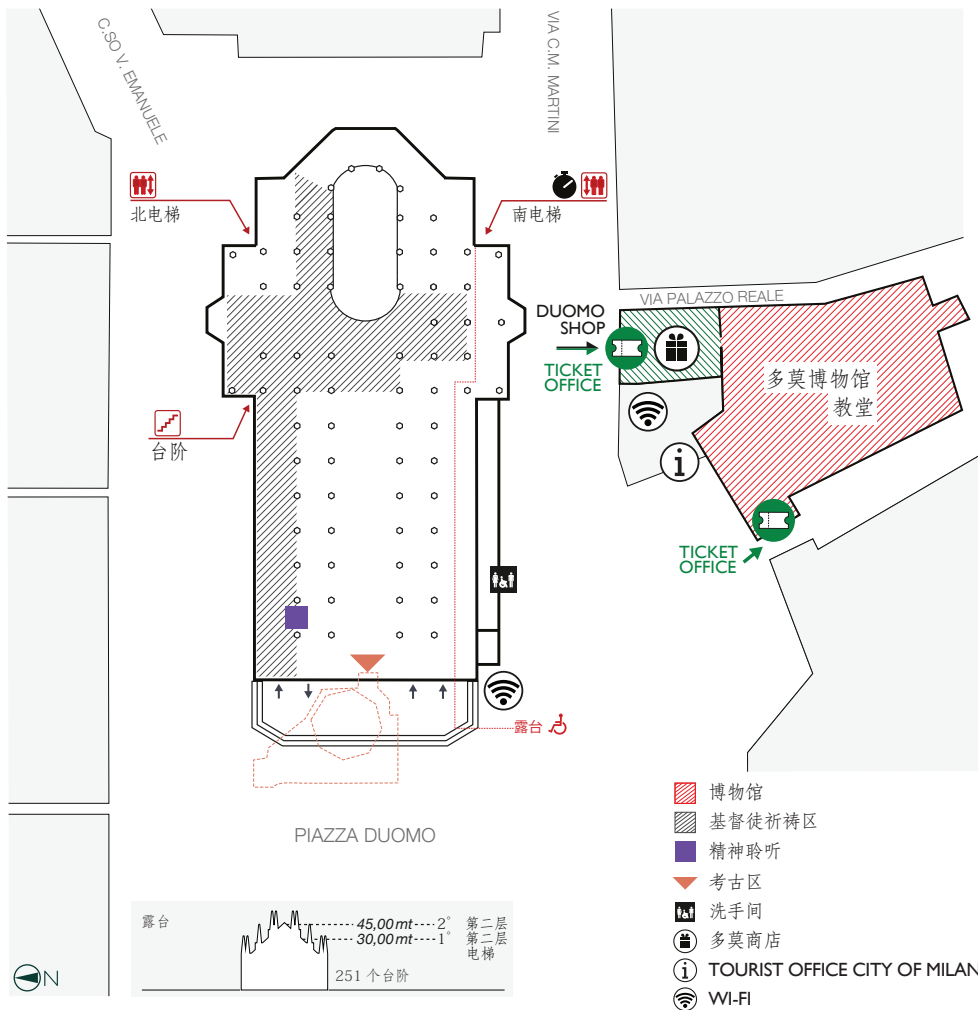 C.SO V. EMANUELE
VIA C.M. MARTINI
北电梯
南电梯
VIA PALAZZO REALE
DUOMO
SHOP
TICKET
OFFICE
多莫博物馆
教堂
台阶
TICKET
OFFICE
露台
PIAZZA DUOMO
博物馆
基督徒祈祷区
精神聆听
考古区
洗手间
多莫商店
TOURIST OFFICE CITY OF MILAN
WI-FI
露台
45,00 mt 2° 第二层
30,00 mt 1° 第二层
电梯
251 个台阶
N